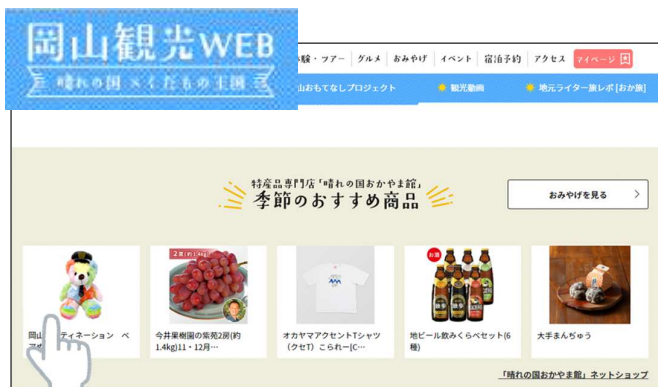 岡山観光WEB
晴れの国×くだもの王国
験・ツアー グルメ おみやげ イベント 宿泊予約 アクセス マイページ
山おもてなしプロジェクト 観光動画 地元ライター旅レポ [おか旅]
特産品専門店「晴れの国おかやま館」
季節のおすすめ商品
おみやげを見る
2房(約1.4kg)
お酒
岡山 ティネーション ベ
今井果樹園の紫苑2房(約
1.4kg)11・12月…
オカヤマアクセントTシャツ
（クセT）こられー[C…
地ビール飲みくらべセット(6
種)
大手まんぢゅう
「晴れの国おかやま館」ネットショップ